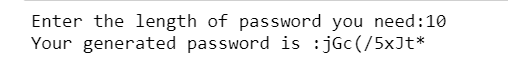 Enter the length of password you need:10
Your generated password is :jGc(/5xJt*